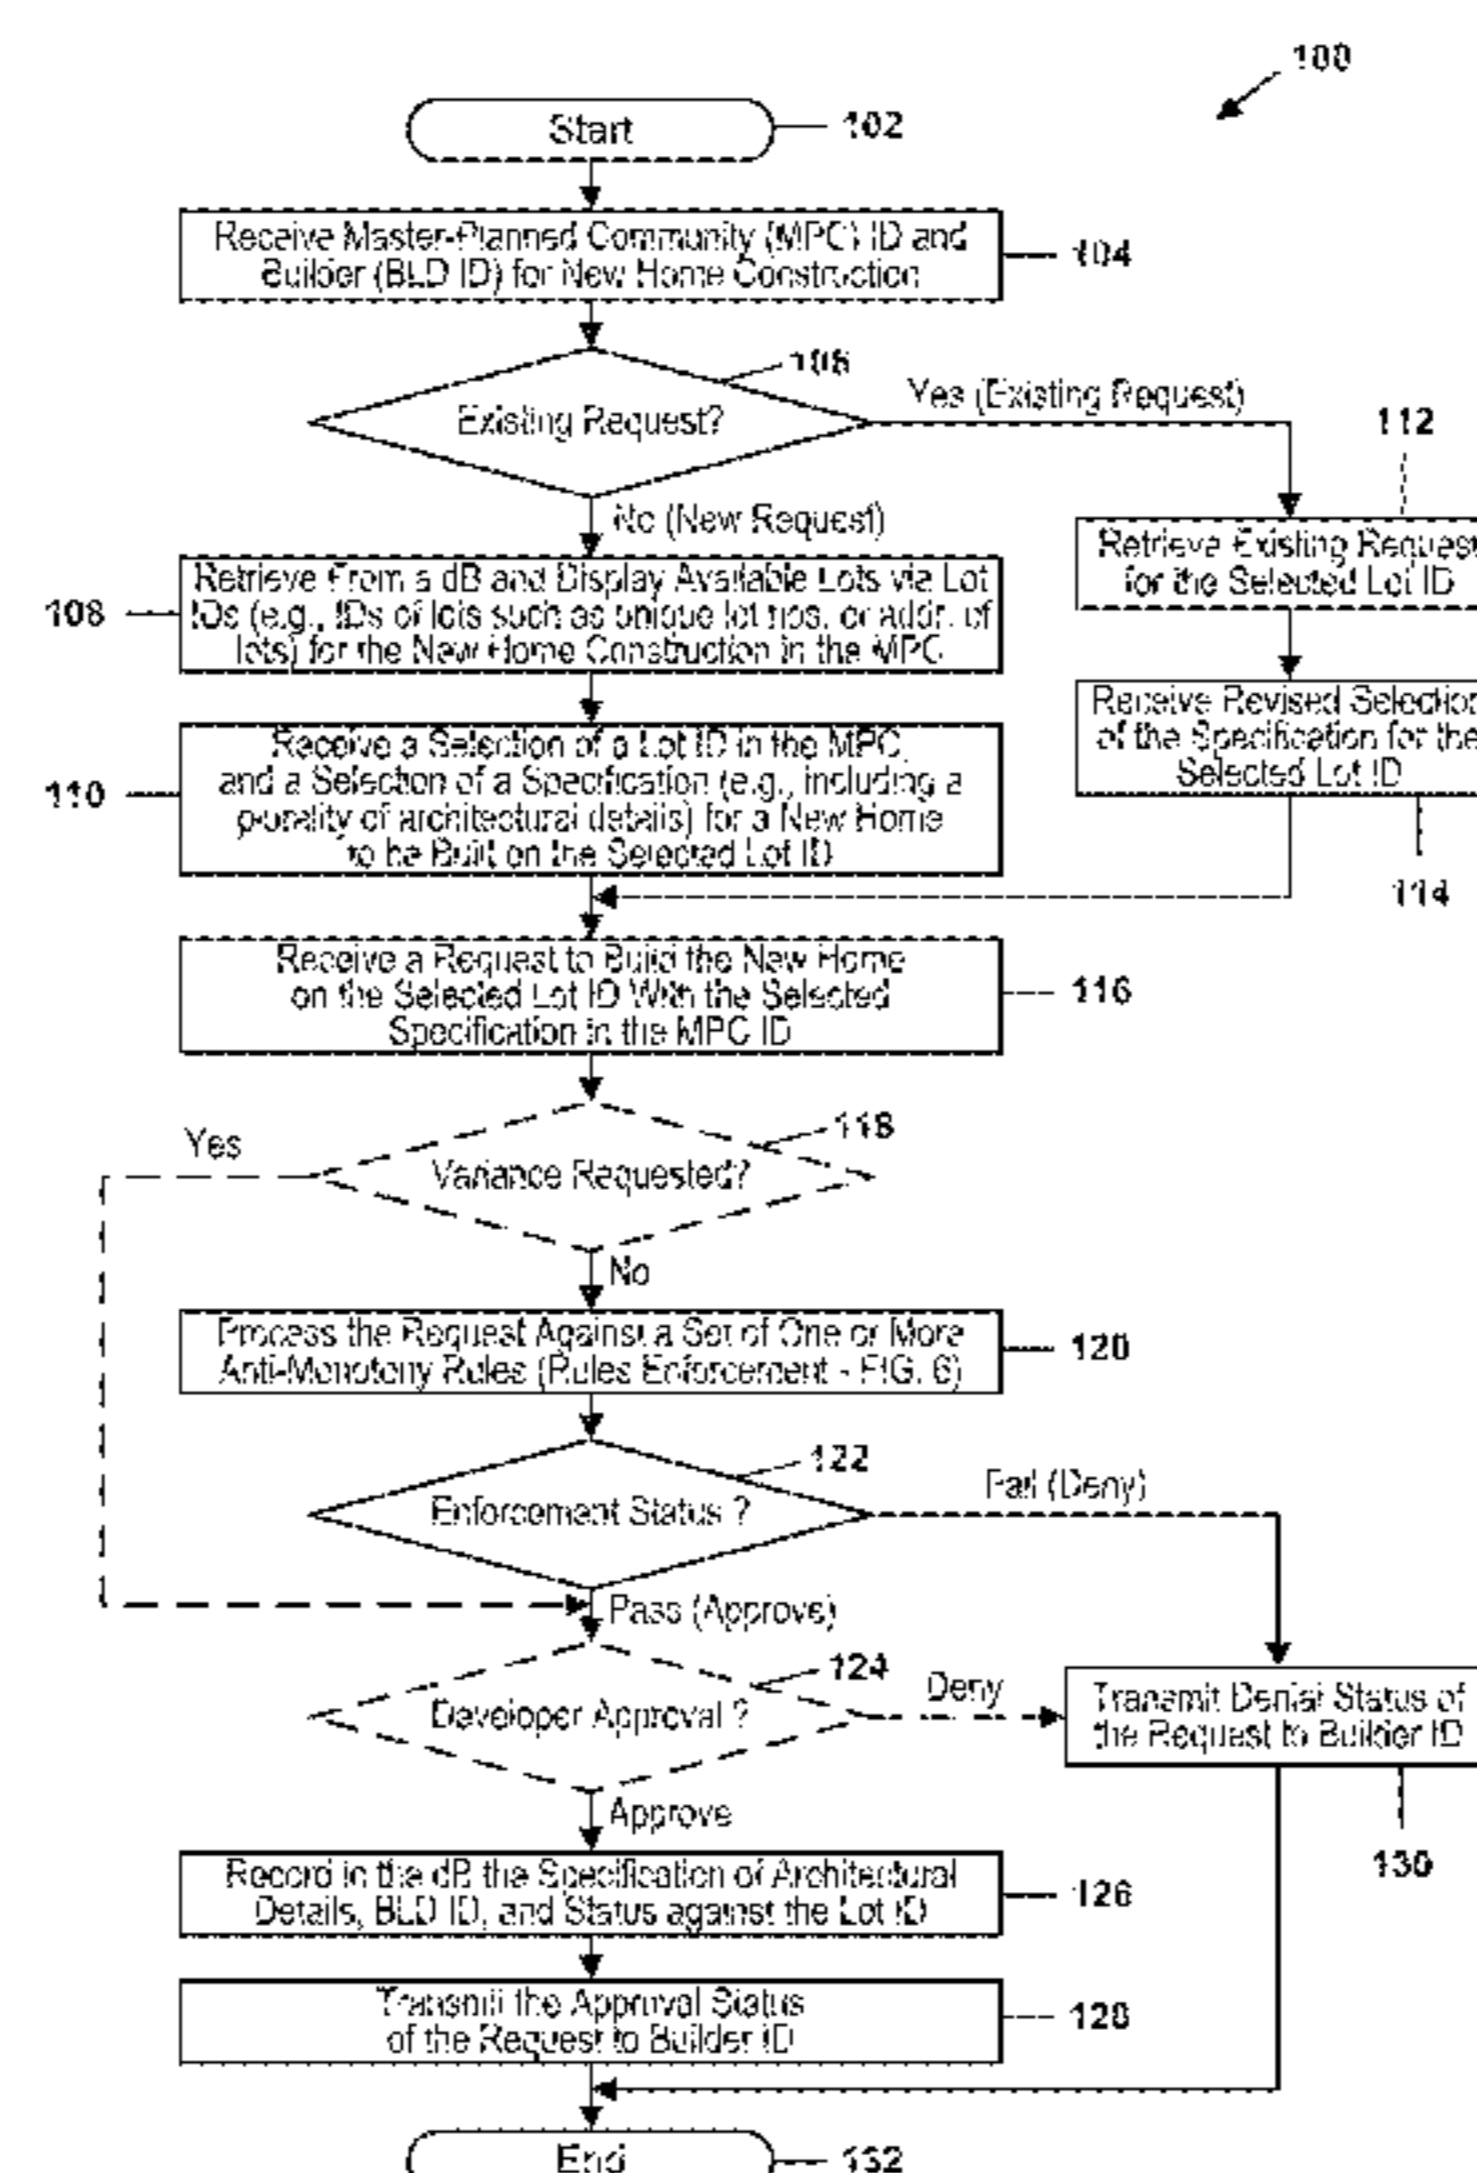 100
Start
102
Receive Master-Planned Community (MPC) ID and
Builder (BLD ID) for New Home Construction
104
106
Existing Request?
Yes (Existing Request)
112
No (New Request)
Retrieve Existing Request
for the Selected Lot ID
Retrieve From a dB and Display Available Lots via Lot
IDs (e.g., IDs of lots such as unique lot nos. or addr. of
lots) for the New Home Construction in the MPC
108
Receive Revised Selection
of the Specification for the
Selected Lot ID
114
Receive a Selection of a Lot ID in the MPC,
and a Selection of a Specification (e.g., including a
plurality of architectural details) for a New Home
to be Built on the Selected Lot ID
110
Receive a Request to Build the New Home
on the Selected Lot ID With the Selected
Specification in the MPC ID
116
118
Yes
Variance Requested?
No
Process the Request Against a Set of One or More
Anti-Monotony Rules (Rules Enforcement - FIG. 6)
120
122
Enforcement Status ?
Fail (Deny)
Pass (Approve)
124
Developer Approval ?
Deny
Transmit Denial Status of
the Request to Builder ID
130
Approve
Record in the dB the Specification of Architectural
Details, BLD ID, and Status against the Lot ID
126
Transmit the Approval Status
of the Request to Builder ID
128
End
132